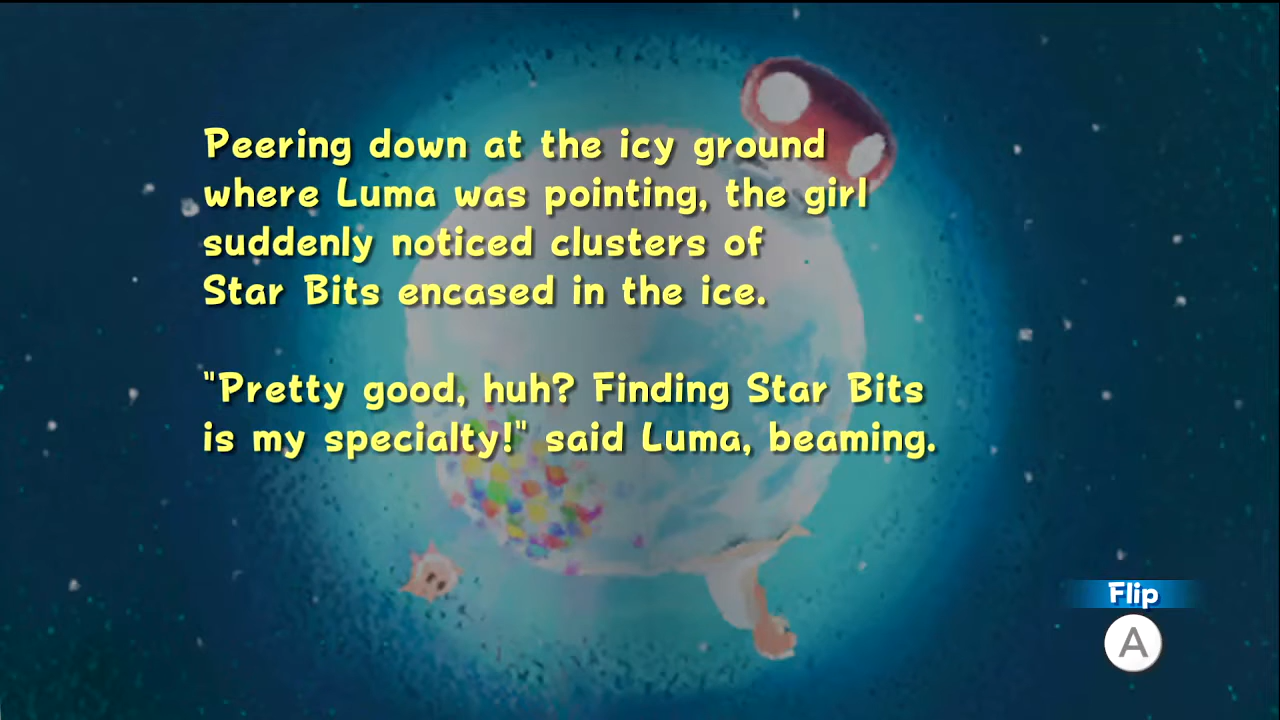 Peering down at the icy ground
where Luma was pointing, the girl
suddenly noticed clusters of
Star Bits encased in the ice.
"Pretty good, huh? Finding Star Bits
is my specialty!" said Luma, beaming.
Flip
A